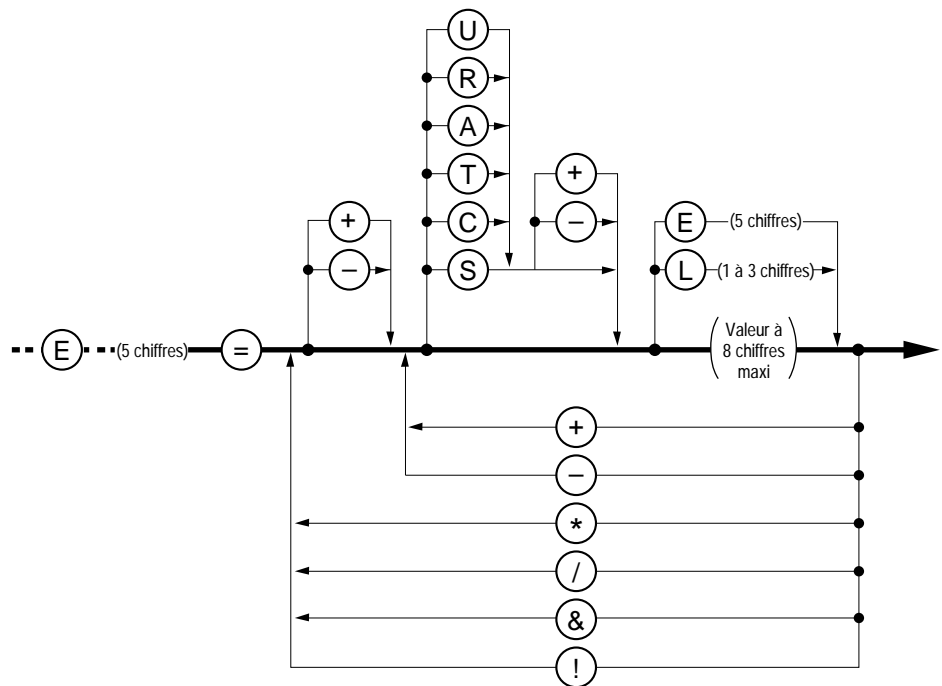 U
R
A
T
C
S
+
−
+
−
E (5 chiffres)
L (1 à 3 chiffres)
E (5 chiffres) =
Valeur à
8 chiffres
maxi
+
−
*
/
&
!